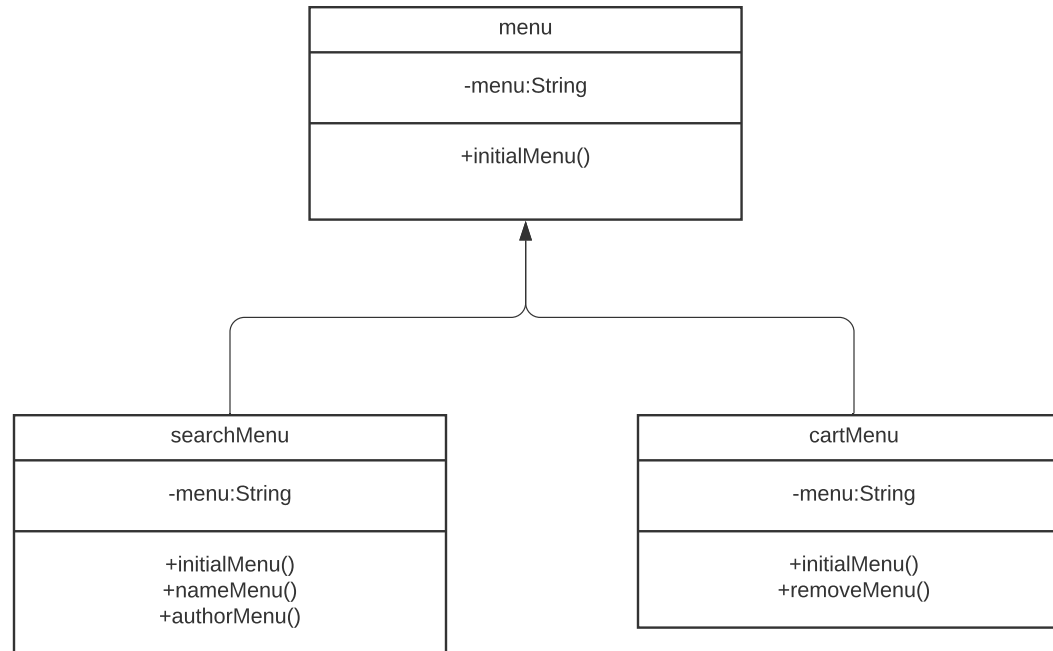 menu
-menu:String
+initialMenu()
searchMenu
-menu:String
+initialMenu()
+nameMenu()
+authorMenu()
cartMenu
-menu:String
+initialMenu()
+removeMenu()